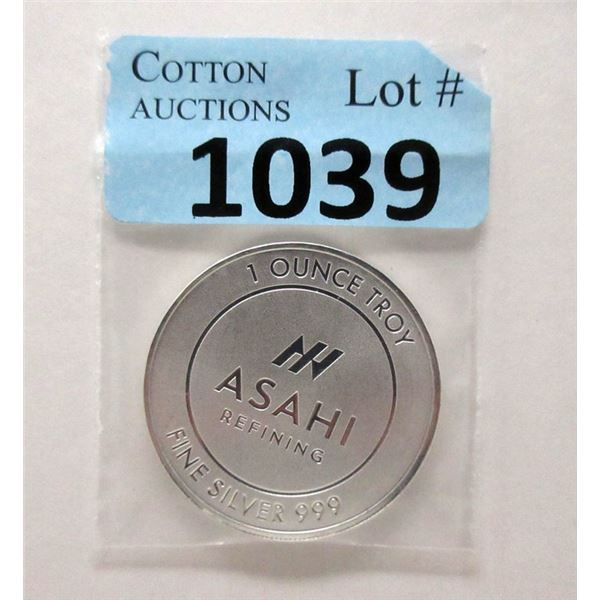 COTTON
AUCTIONS
Lot #
1039
1 OUNCE TROY
ASAHI
REFINING
FINE SILVER 999